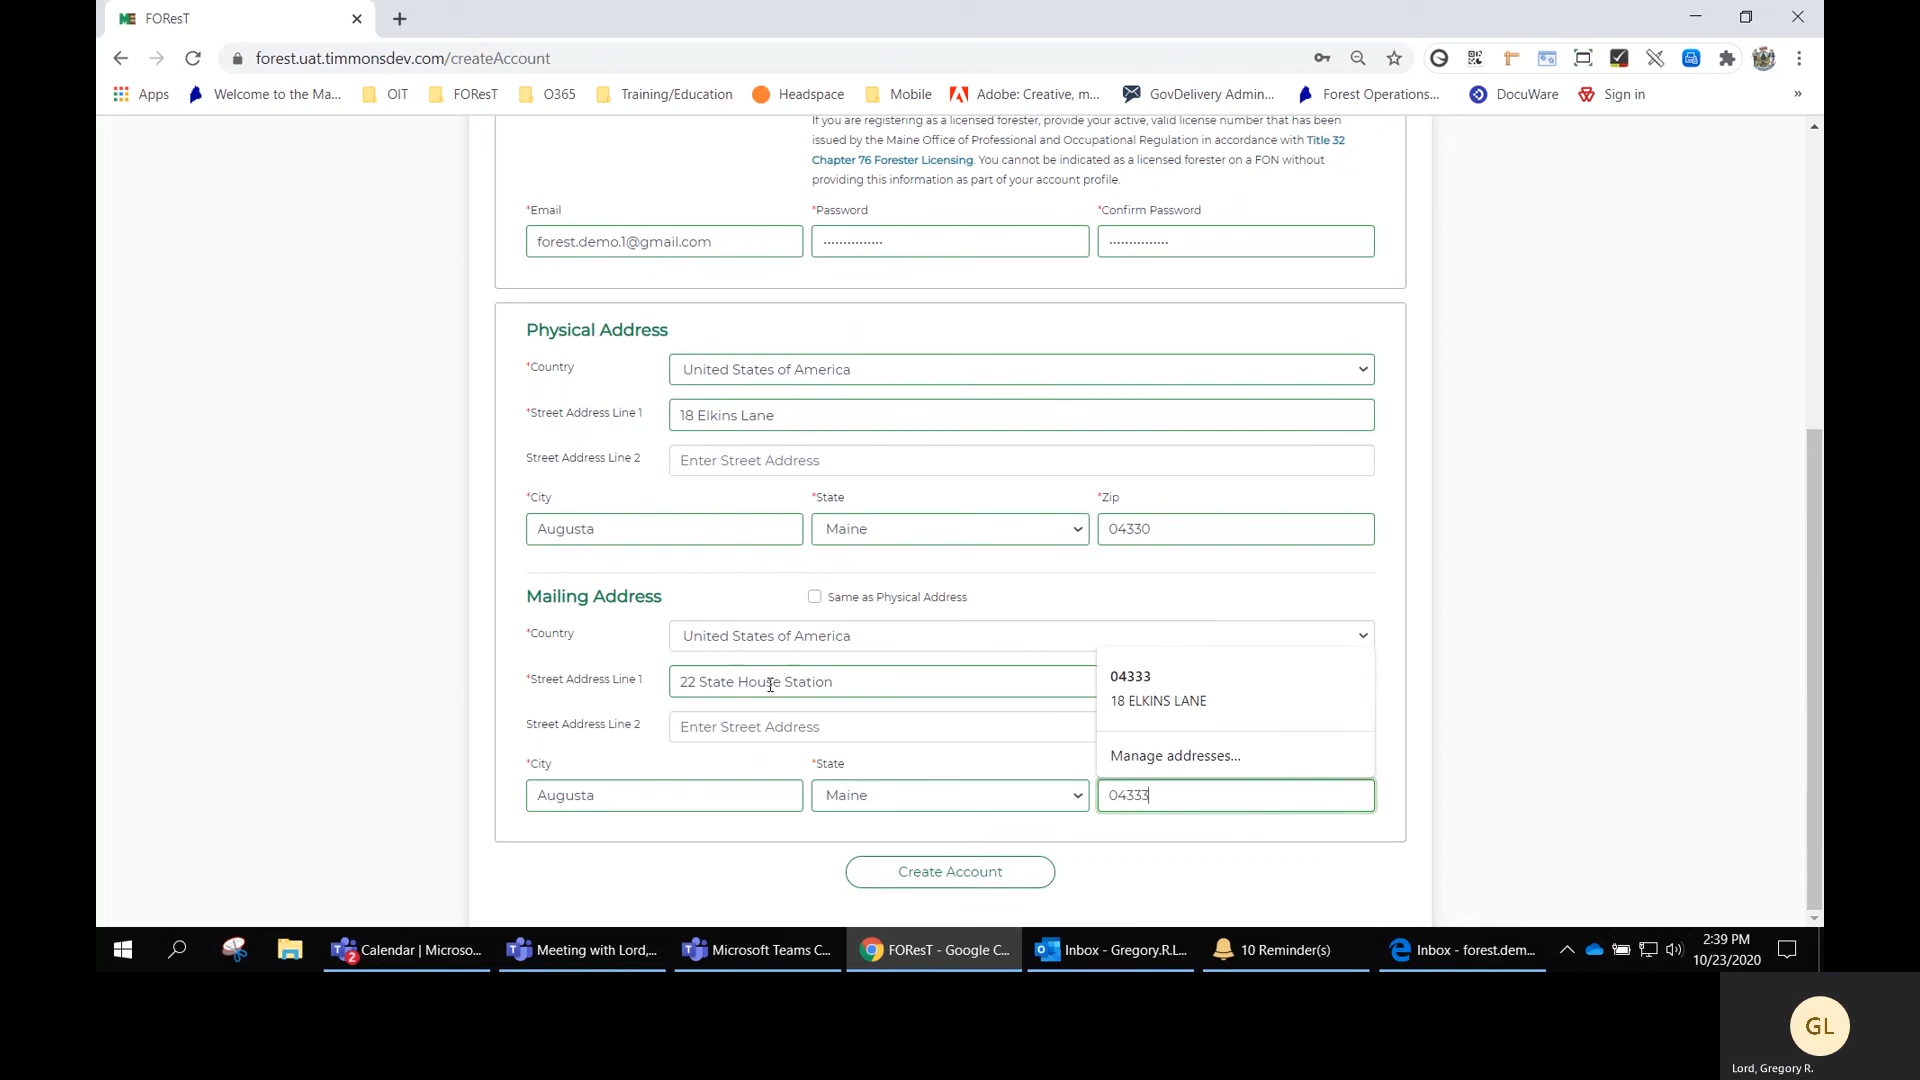 FOResT
forest.uat.timmonsdev.com/createAccount
Apps
Welcome to the Ma...
OIT
FOResT
O365
Training/Education
Headspace
Mobile
Adobe: Creative, m...
GovDelivery Admin...
Forest Operations...
DocuWare
Sign in
»
If you are registering as a licensed forester, provide your active, valid license number that has been
issued by the Maine Office of Professional and Occupational Regulation in accordance with Title 32
Chapter 76 Forester Licensing. You cannot be indicated as a licensed forester on a FON without
providing this information as part of your account profile.
*Email
*Password
*Confirm Password
forest.demo.1@gmail.com
Physical Address
*Country
United States of America
*Street Address Line 1
18 Elkins Lane
Street Address Line 2
Enter Street Address
*City
*State
*Zip
Augusta
Maine
04330
Mailing Address
Same as Physical Address
*Country
United States of America
*Street Address Line 1
22 State House Station
04333
18 ELKINS LANE
Street Address Line 2
Enter Street Address
Manage addresses...
*City
*State
Augusta
Maine
04333
Create Account
2
Calendar | Microso...
Meeting with Lord,...
Microsoft Teams C...
FOResT - Google C...
Inbox - Gregory.R.L...
10 Reminder(s)
Inbox - forest.dem...
2:39 PM
10/23/2020
GL
Lord, Gregory R.